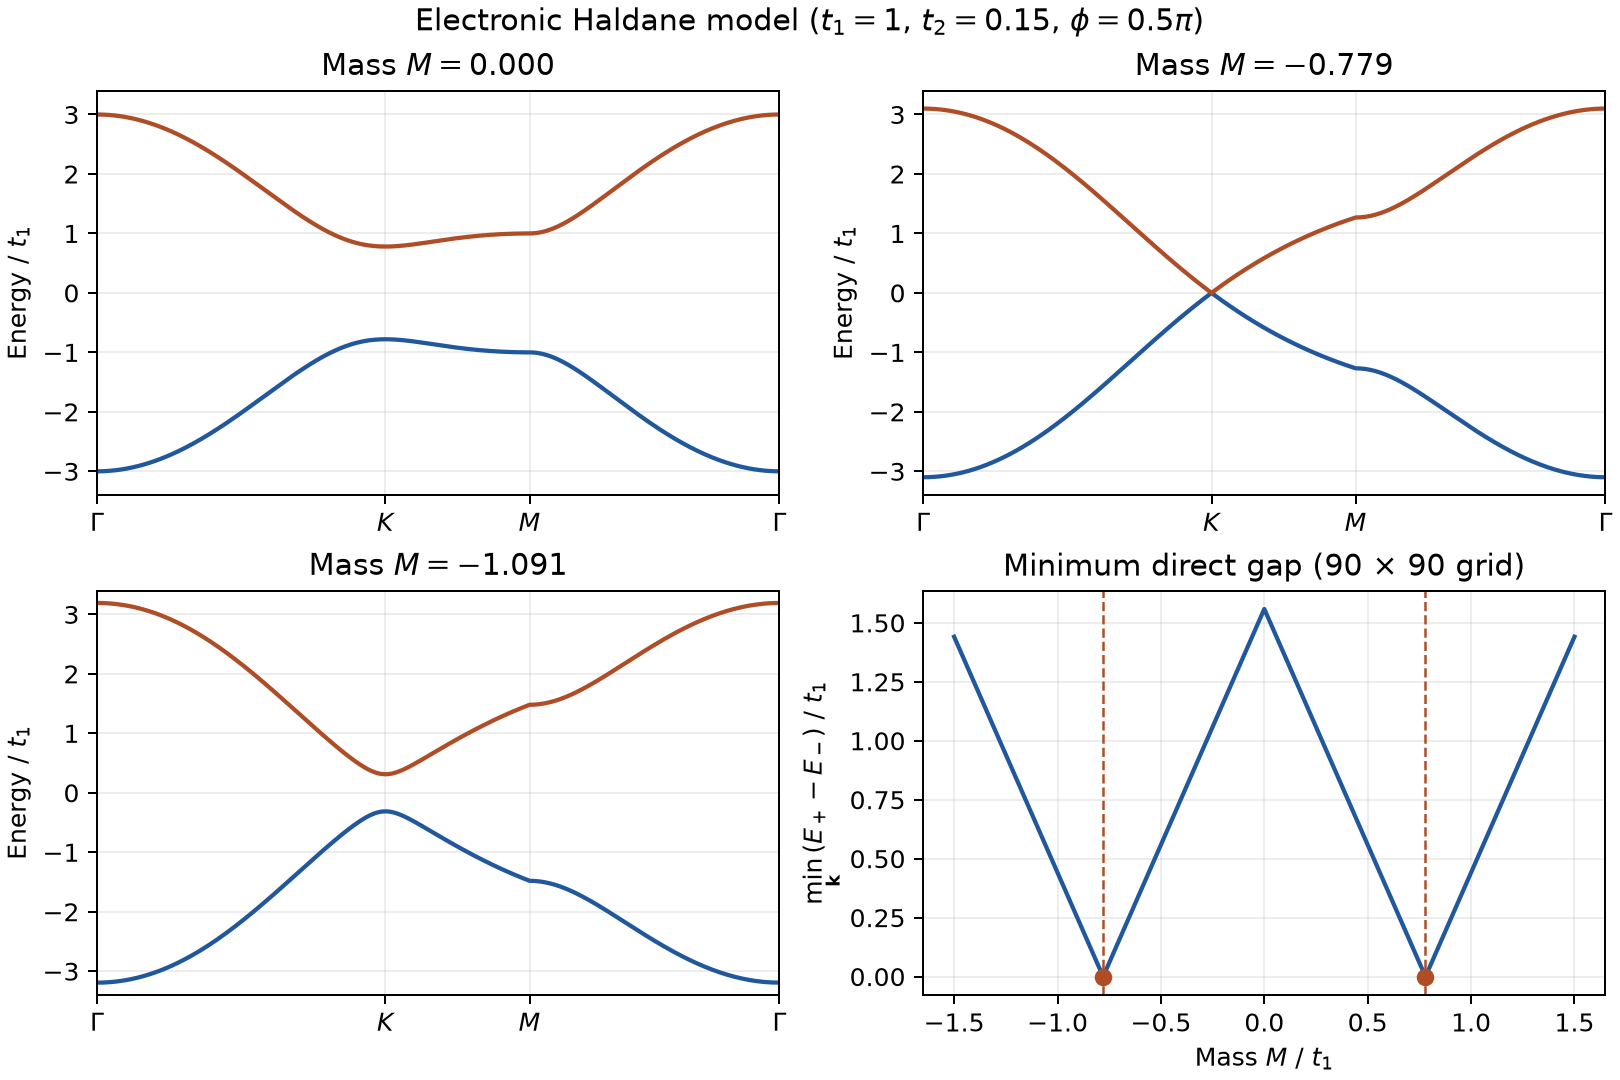 Electronic Haldane model (t₁ = 1, t₂ = 0.15, ϕ = 0.5π)
Mass M = 0.000
Energy / t₁
3
2
1
0
−1
−2
−3
Γ K M Γ
Mass M = −0.779
Energy / t₁
3
2
1
0
−1
−2
−3
Γ K M Γ
Mass M = −1.091
Energy / t₁
3
2
1
0
−1
−2
−3
Γ K M Γ
Minimum direct gap (90 × 90 grid)
min (E₊ − E₋) / t₁
k
1.50
1.25
1.00
0.75
0.50
0.25
0.00
−1.5 −1.0 −0.5 0.0 0.5 1.0 1.5
Mass M / t₁